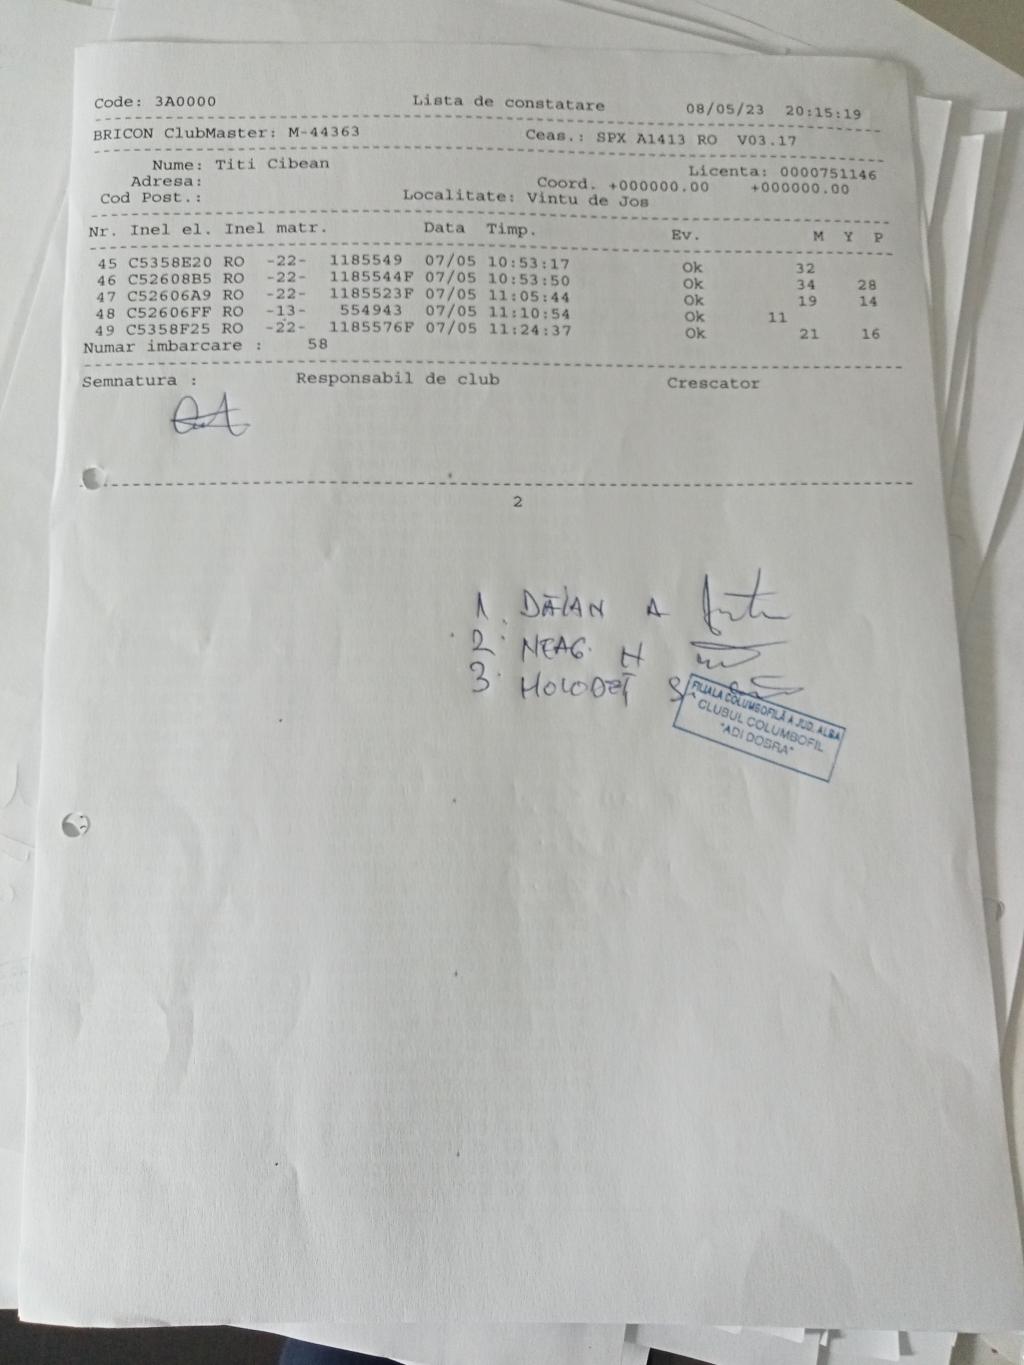 Code: 3A0000 Lista de constatare 08/05/23 20:15:19
BRICON ClubMaster: M-44363 Ceas.: SPX A1413 RO V03.17
Nume: Titi Cibean Licenta: 0000751146
Adresa: Coord. +000000.00 +000000.00
Cod Post.: Localitate: Vintu de Jos
Nr. Inel el. Inel matr. Data Timp. Ev. M Y P
45 C5358E20 RO -22- 1185549 07/05 10:53:17 Ok 32
46 C52608B5 RO -22- 1185544F 07/05 10:53:50 Ok 34 28
47 C52606A9 RO -22- 1185523F 07/05 11:05:44 Ok 19 14
48 C52606FF RO -13- 554943 07/05 11:10:54 Ok 11
49 C5358F25 RO -22- 1185576F 07/05 11:24:37 Ok 21 16
Numar imbarcare : 58
Semnatura : Responsabil de club Crescator
2
1. DĂIAN A
2. NEAG. H
3. HOLODEȚ S.
FILIALA COLUMBOFILĂ A JUD. ALBA
CLUBUL COLUMBOFIL
"ADI DOBRA"